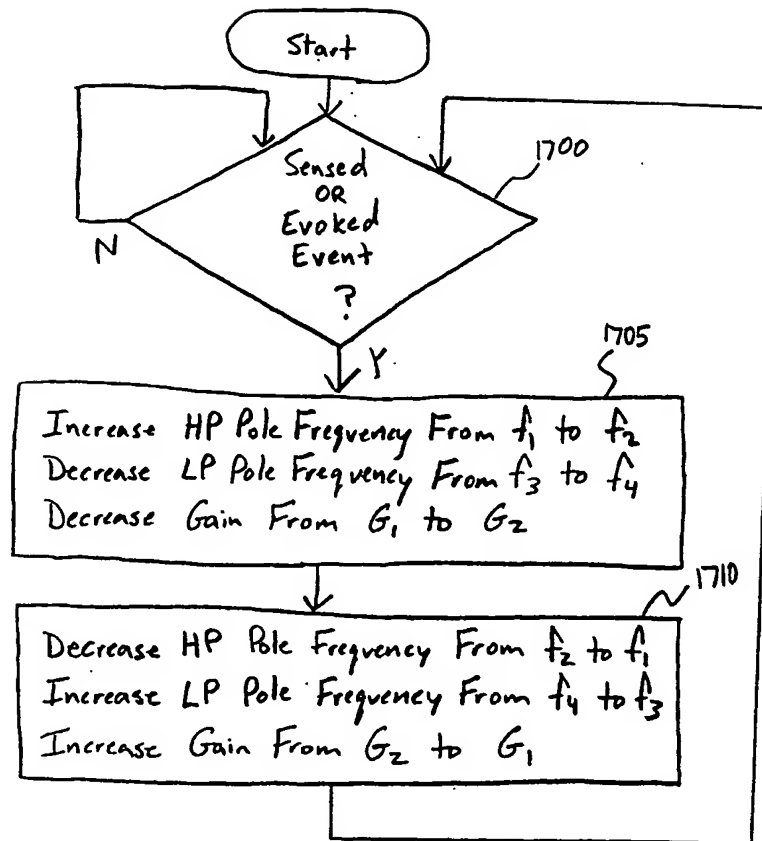 Start
1700
Sensed
OR
Evoked
Event
?
N
Y
1705
Increase HP Pole Frequency From f₁ to f₂
Decrease LP Pole Frequency From f₃ to f₄
Decrease Gain From G₁ to G₂
1710
Decrease HP Pole Frequency From f₂ to f₁
Increase LP Pole Frequency From f₄ to f₃
Increase Gain From G₂ to G₁